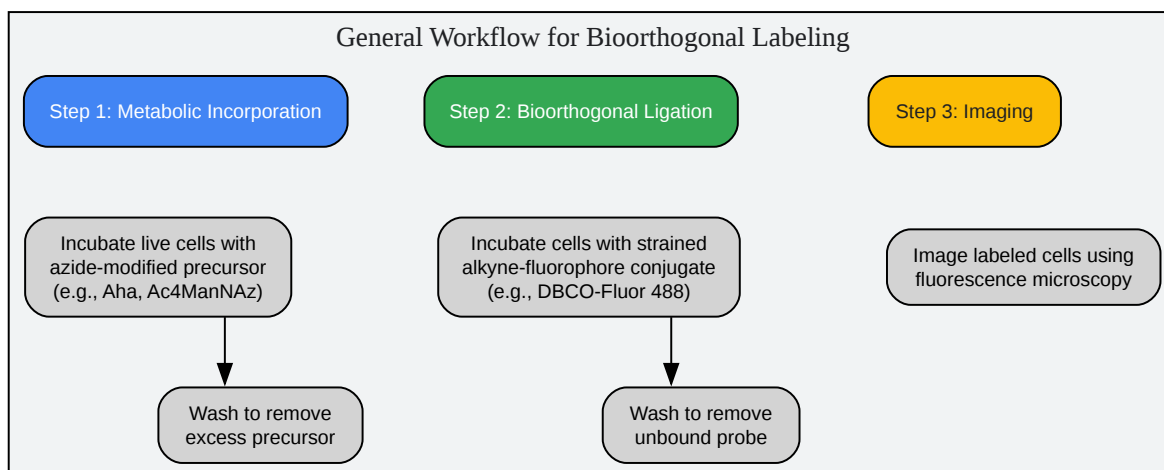 General Workflow for Bioorthogonal Labeling
Step 1: Metabolic Incorporation
Step 2: Bioorthogonal Ligation
Step 3: Imaging
Incubate live cells with
azide-modified precursor
(e.g., Aha, Ac4ManNAz)
Incubate cells with strained
alkyne-fluorophore conjugate
(e.g., DBCO-Fluor 488)
Image labeled cells using
fluorescence microscopy
Wash to remove
excess precursor
Wash to remove
unbound probe